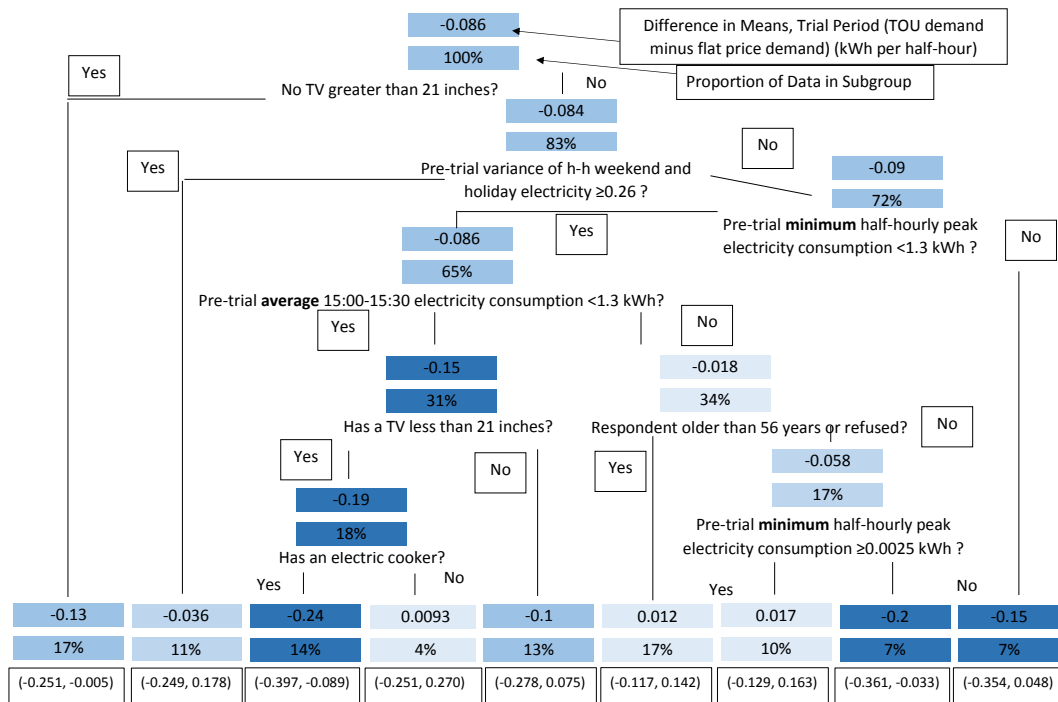 -0.086
100%
Difference in Means, Trial Period (TOU demand
minus flat price demand) (kWh per half-hour)
Proportion of Data in Subgroup
Yes
No TV greater than 21 inches?
No
-0.084
83%
Yes
Pre-trial variance of h-h weekend and
holiday electricity ≥0.26 ?
No
-0.09
72%
Pre-trial minimum half-hourly peak
electricity consumption <1.3 kWh ?
Yes
No
-0.086
65%
Pre-trial average 15:00-15:30 electricity consumption <1.3 kWh?
Yes
No
-0.15
31%
Has a TV less than 21 inches?
-0.018
34%
Respondent older than 56 years or refused?
Yes
No
Yes
No
-0.19
18%
Has an electric cooker?
-0.058
17%
Pre-trial minimum half-hourly peak
electricity consumption ≥0.0025 kWh ?
Yes
No
Yes
No
-0.13 -0.036 -0.24 0.0093 -0.1 0.012 0.017 -0.2 -0.15
17% 11% 14% 4% 13% 17% 10% 7% 7%
(-0.251, -0.005) (-0.249, 0.178) (-0.397, -0.089) (-0.251, 0.270) (-0.278, 0.075) (-0.117, 0.142) (-0.129, 0.163) (-0.361, -0.033) (-0.354, 0.048)